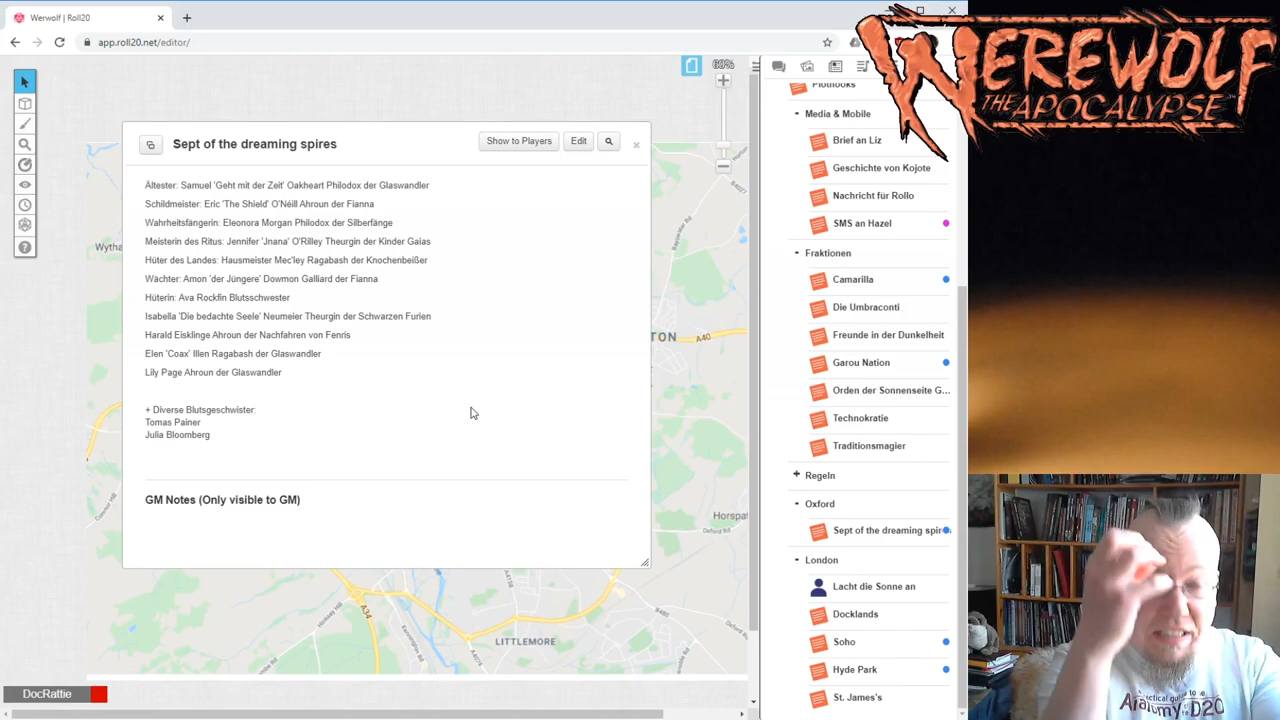 Werwolf | Roll20
app.roll20.net/editor/
WEREWOLF
THE APOCALYPSE
60%
Sept of the dreaming spires
Show to Players
Edit
Ältester: Samuel 'Geht mit der Zeit' Oakheart Philodox der Glaswandler
Schildmeister: Eric 'The Shield' O'Néill Ahroun der Fianna
Wahrheitsfängerin: Eleonora Morgan Philodox der Silberfänge
Meisterin des Ritus: Jennifer 'Jnana' O'Rilley Theurgin der Kinder Gaias
Hüter des Landes: Hausmeister Mec'ley Ragabash der Knochenbeißer
Wächter: Amon 'der Jüngere' Dowmon Galliard der Fianna
Hüterin: Ava Rockfin Blutsschwester
Isabella 'Die bedachte Seele' Neumeier Theurgin der Schwarzen Furien
Harald Eisklinge Ahroun der Nachfahren von Fenris
Elen 'Coax' Illen Ragabash der Glaswandler
Lily Page Ahroun der Glaswandler
+ Diverse Blutsgeschwister:
Tomas Painer
Julia Bloomberg
GM Notes (Only visible to GM)
Wytha
TON
A40
Horspat
A34
LITTLEMORE
DocRattie
Plothooks
Media & Mobile
Brief an Liz
Geschichte von Kojote
Nachricht für Rollo
SMS an Hazel
Fraktionen
Camarilla
Die Umbraconti
Freunde in der Dunkelheit
Garou Nation
Orden der Sonnenseite G...
Technokratie
Traditionsmagier
Regeln
Oxford
Sept of the dreaming spir
London
Lacht die Sonne an
Docklands
Soho
Hyde Park
St. James's